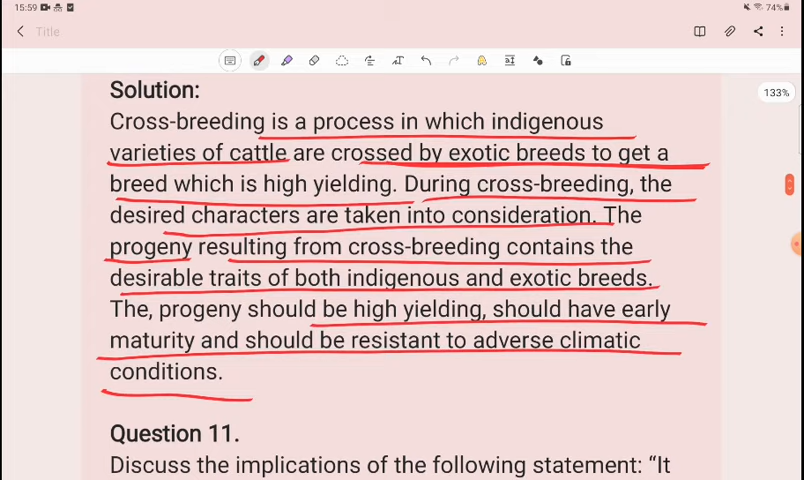 15:59
74%
Title
133%
Solution:
Cross-breeding is a process in which indigenous
varieties of cattle are crossed by exotic breeds to get a
breed which is high yielding. During cross-breeding, the
desired characters are taken into consideration. The
progeny resulting from cross-breeding contains the
desirable traits of both indigenous and exotic breeds.
The, progeny should be high yielding, should have early
maturity and should be resistant to adverse climatic
conditions.
Question 11.
Discuss the implications of the following statement: “It